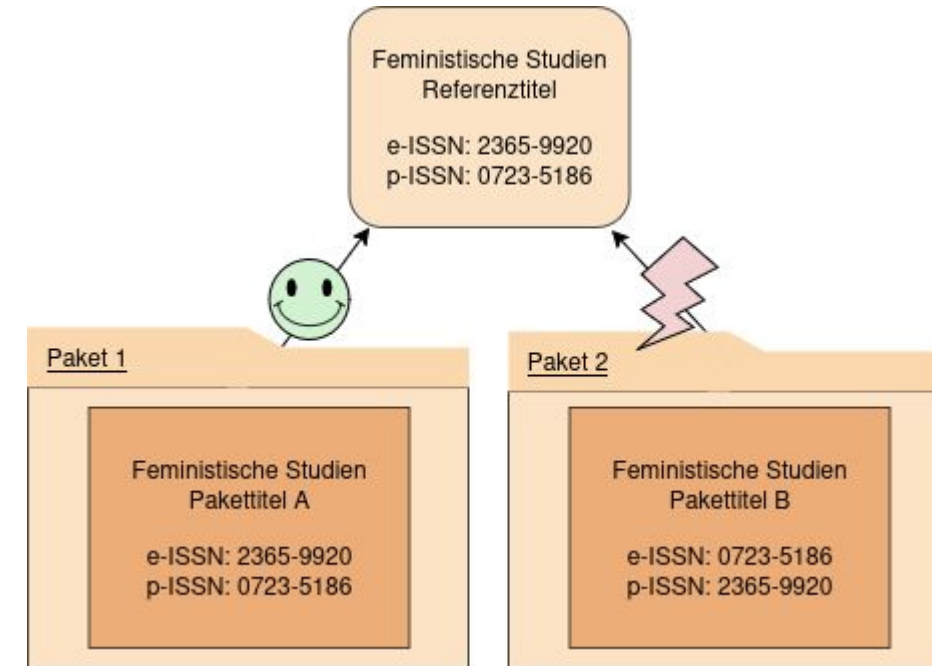 Feministische Studien
Referenztitel
e-ISSN: 2365-9920
p-ISSN: 0723-5186
Paket 1
Feministische Studien
Pakettitel A
e-ISSN: 2365-9920
p-ISSN: 0723-5186
Paket 2
Feministische Studien
Pakettitel B
e-ISSN: 0723-5186
p-ISSN: 2365-9920